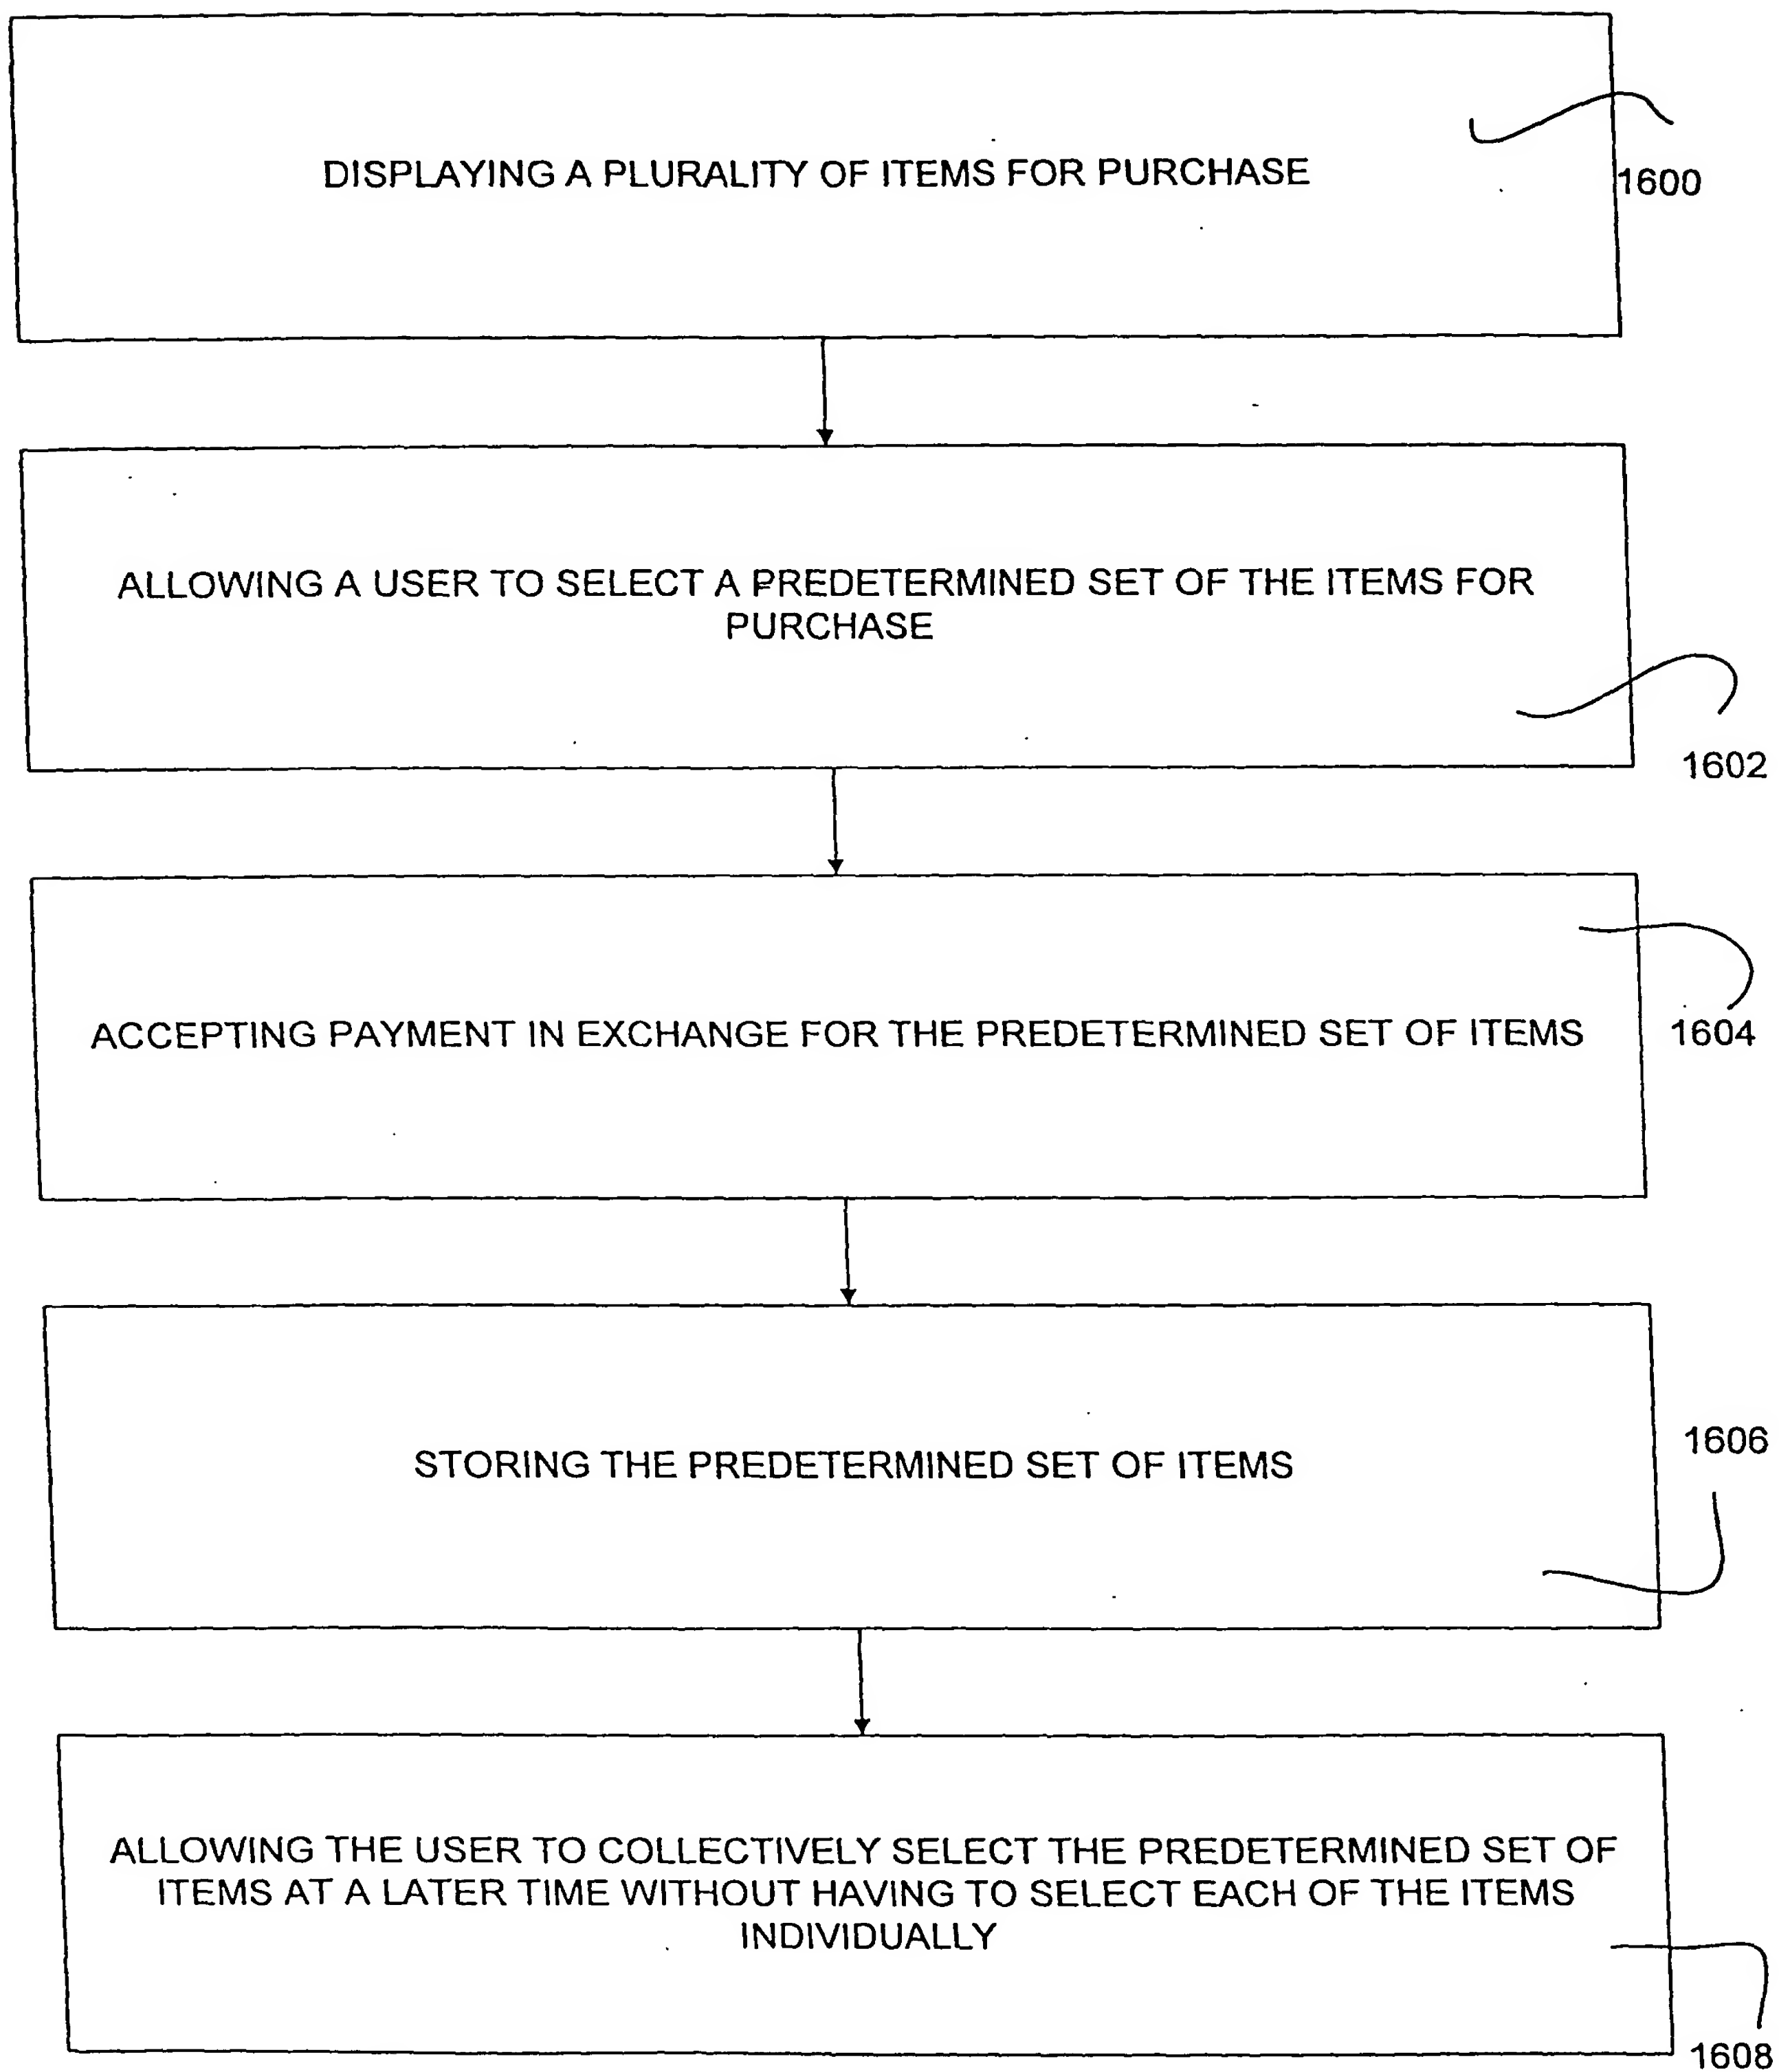 DISPLAYING A PLURALITY OF ITEMS FOR PURCHASE
1600
ALLOWING A USER TO SELECT A PREDETERMINED SET OF THE ITEMS FOR
PURCHASE
1602
ACCEPTING PAYMENT IN EXCHANGE FOR THE PREDETERMINED SET OF ITEMS
1604
STORING THE PREDETERMINED SET OF ITEMS
1606
ALLOWING THE USER TO COLLECTIVELY SELECT THE PREDETERMINED SET OF
ITEMS AT A LATER TIME WITHOUT HAVING TO SELECT EACH OF THE ITEMS
INDIVIDUALLY
1608